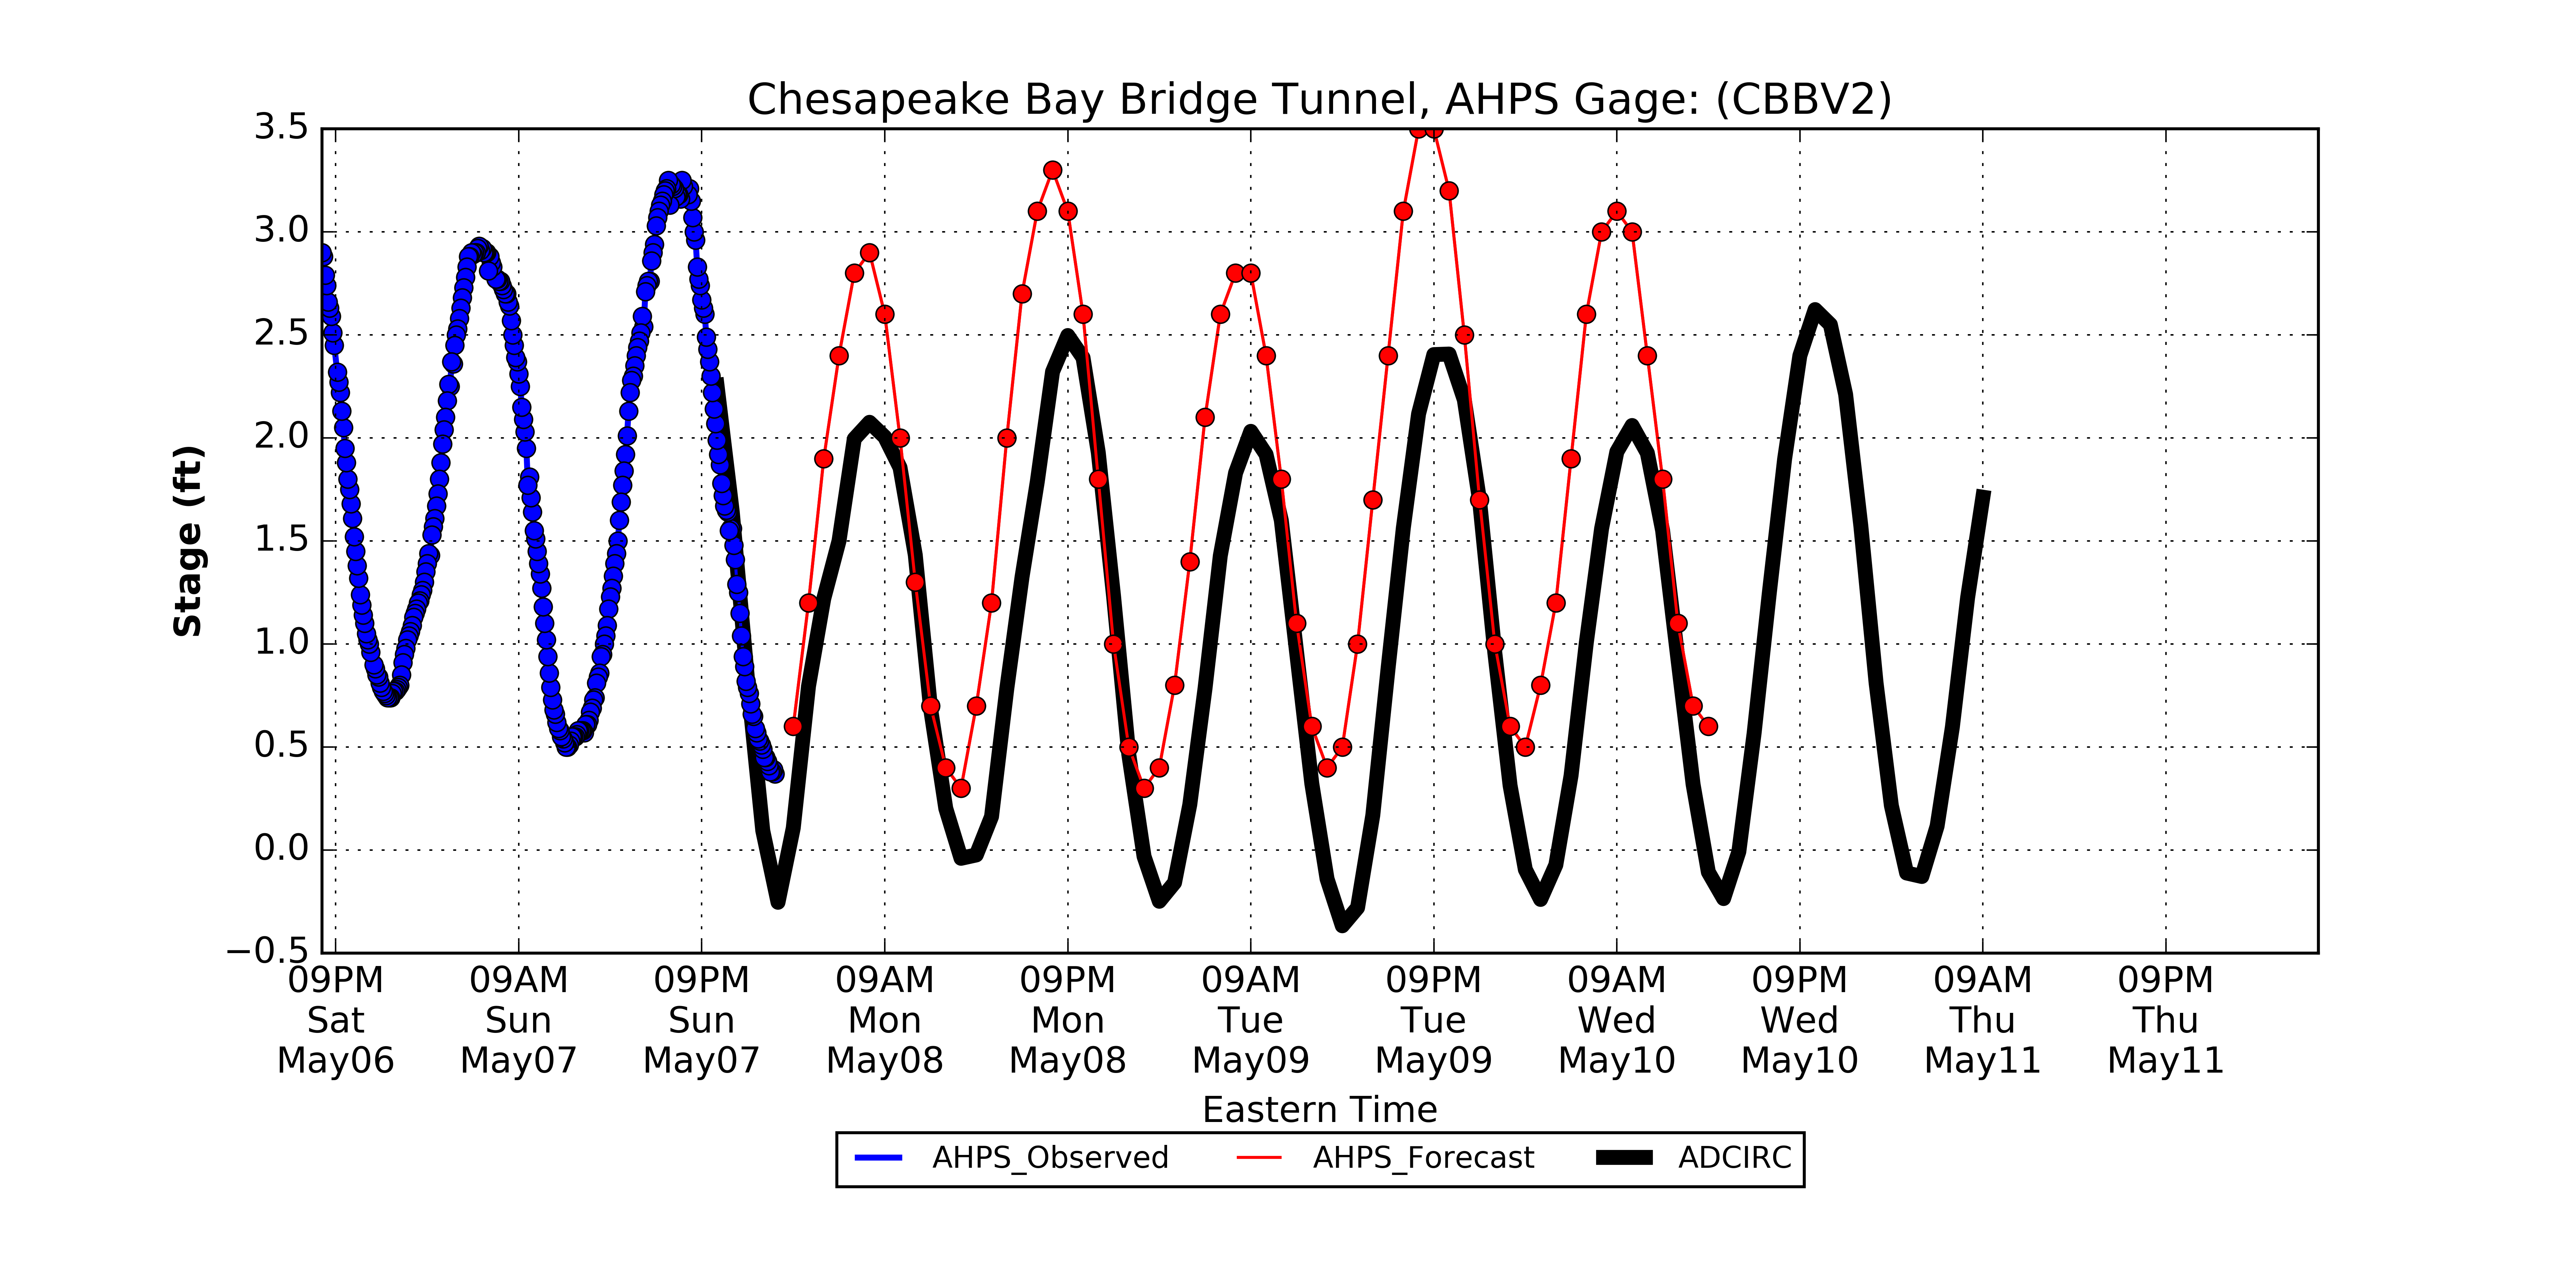 Chesapeake Bay Bridge Tunnel, AHPS Gage: (CBBV2)
3.5
3.0
2.5
2.0
1.5
1.0
0.5
0.0
−0.5
Stage (ft)
09PM 09AM 09PM 09AM 09PM 09AM 09PM 09AM 09PM 09AM 09PM
Sat Sun Sun Mon Mon Tue Tue Wed Wed Thu Thu
May06 May07 May07 May08 May08 May09 May09 May10 May10 May11 May11
Eastern Time
AHPS_Observed AHPS_Forecast ADCIRC